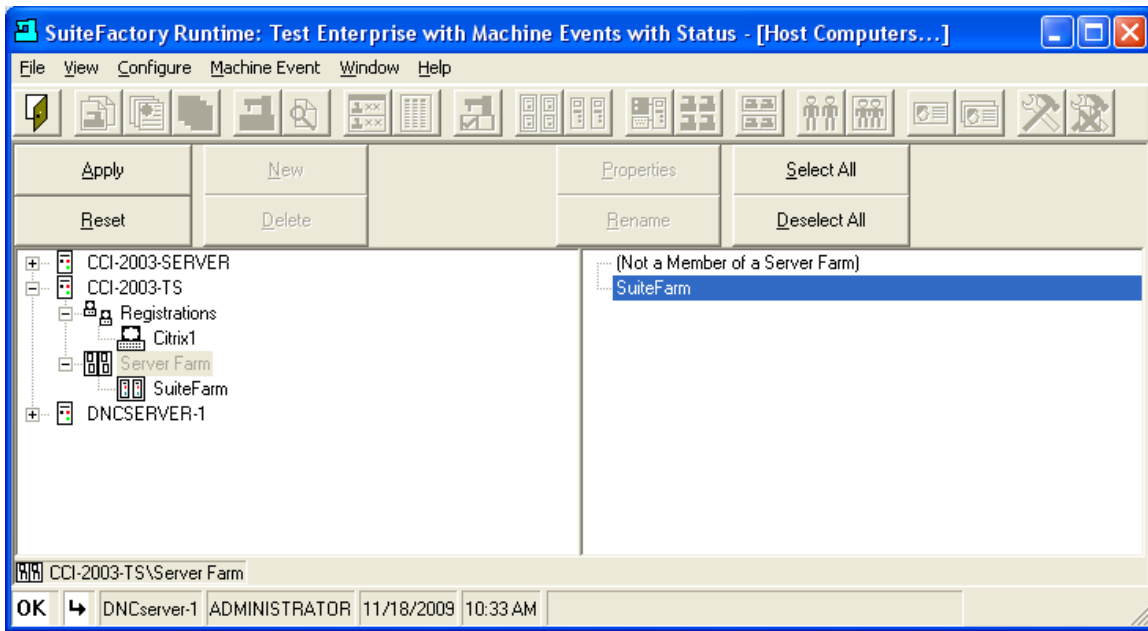 SuiteFactory Runtime: Test Enterprise with Machine Events with Status - [Host Computers...]
File View Configure Machine Event Window Help
Apply New Properties Select All
Reset Delete Rename Deselect All
CCI-2003-SERVER
CCI-2003-TS
Registrations
Citrix1
Server Farm
SuiteFarm
DNCSERVER-1
(Not a Member of a Server Farm)
SuiteFarm
CCI-2003-TS\Server Farm
OK DNCserver-1 ADMINISTRATOR 11/18/2009 10:33 AM